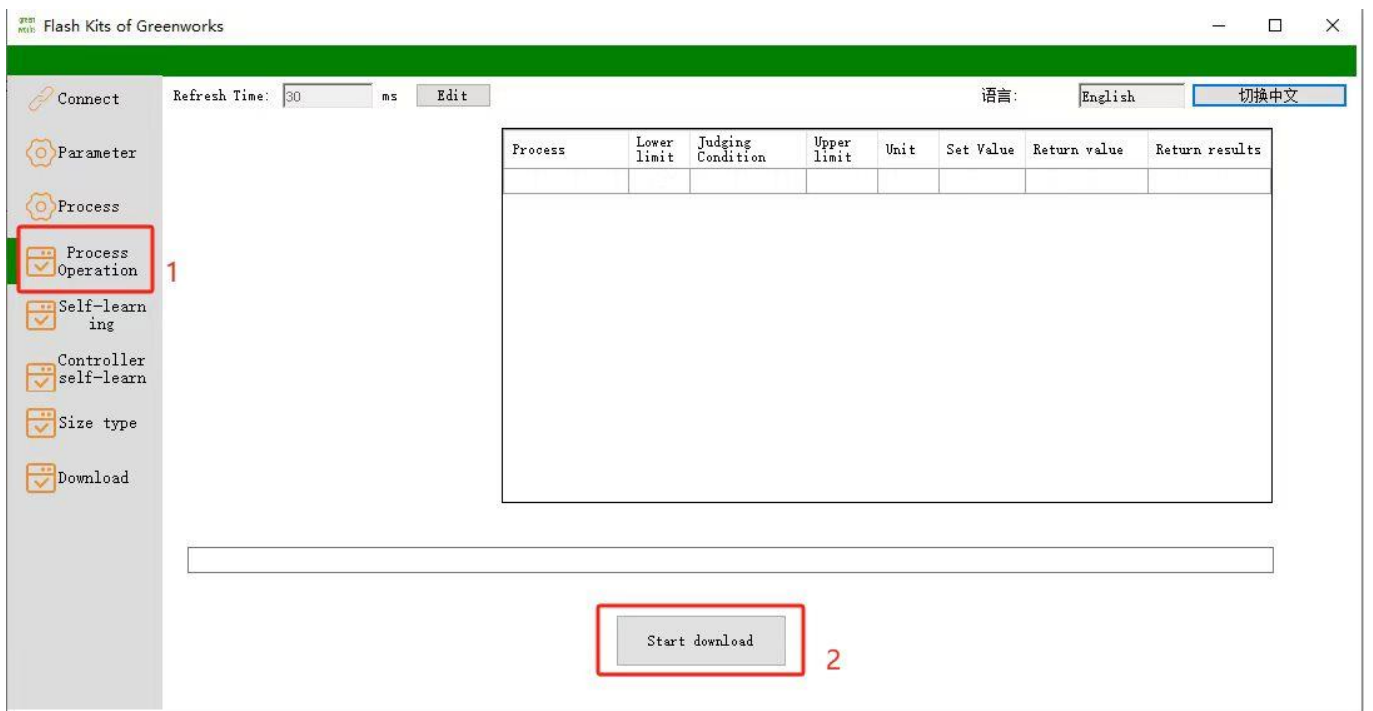 Flash Kits of Greenworks
Connect
Refresh Time: 30 ms Edit
语言: English 切换中文
Parameter
Process
Process
Operation
1
Self-learn
ing
Controller
self-learn
Size type
Download
Process Lower limit Judging Condition Upper limit Unit Set Value Return value Return results
Start download
2